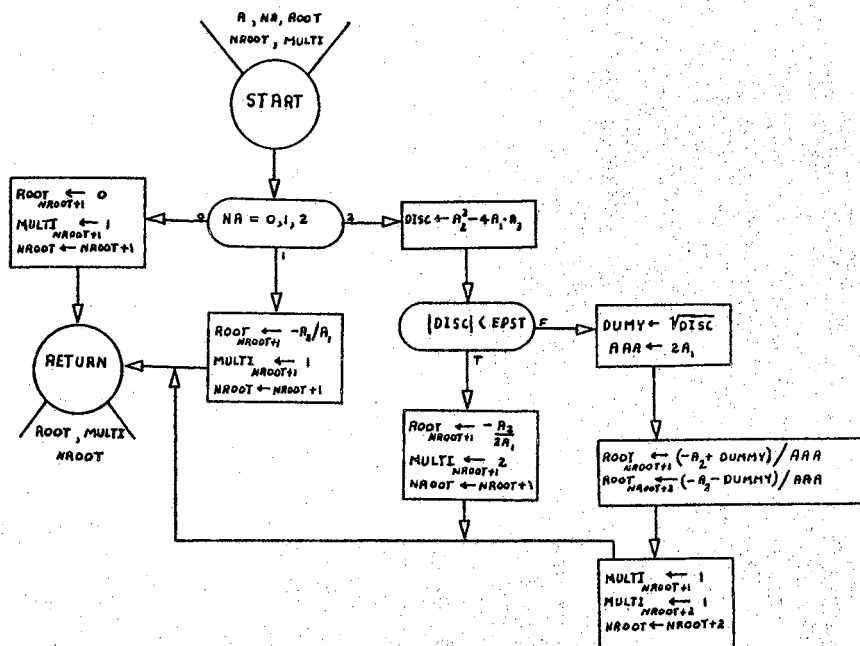 A, NA, ROOT
NROOT, MULTI
START
ROOT NROOT+1 ← 0
MULTI NROOT+1 ← 1
NROOT ← NROOT+1
0
NA = 0,1,2
2
DISC ← A₂² - 4A₁·A₃
1
ROOT NROOT+1 ← -A₂/A₁
MULTI NROOT+1 ← 1
NROOT ← NROOT+1
|DISC| < EPST
F
T
DUMY ← √DISC
AAA ← 2A₁
RETURN
ROOT, MULTI
NROOT
ROOT NROOT+1 ← -A₂/2A₁
MULTI NROOT+1 ← 2
NROOT ← NROOT+1
ROOT NROOT+1 ← (-A₂+DUMMY)/AAA
ROOT NROOT+2 ← (-A₂-DUMMY)/AAA
MULTI NROOT+1 ← 1
MULTI NROOT+2 ← 1
NROOT ← NROOT+2